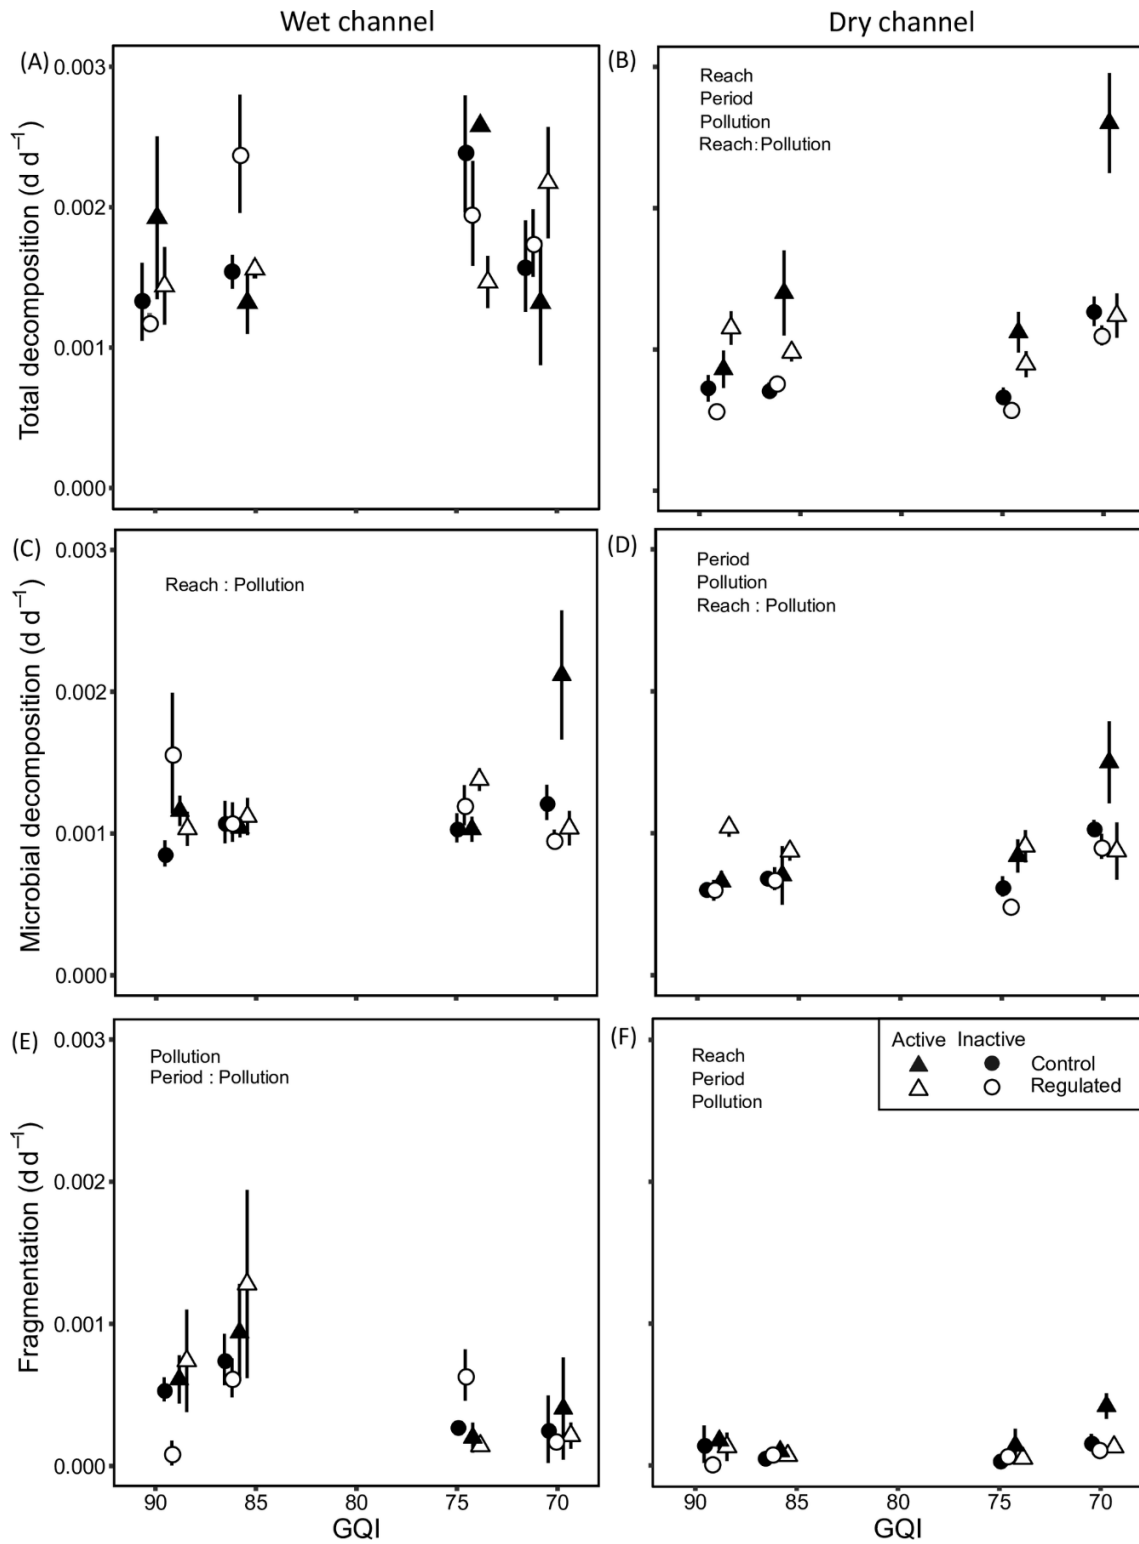 Wet channel
Dry channel
(A)
0.003
0.002
0.001
0.000
Total decomposition (d d⁻¹)
(B)
Reach
Period
Pollution
Reach:Pollution
(C)
0.003
0.002
0.001
0.000
Microbial decomposition (d d⁻¹)
Reach : Pollution
(D)
Period
Pollution
Reach : Pollution
(E)
0.003
0.002
0.001
0.000
Fragmentation (d d⁻¹)
Pollution
Period : Pollution
90 85 80 75 70
GQI
(F)
Reach
Period
Pollution
Active Inactive
Control
Regulated
90 85 80 75 70
GQI